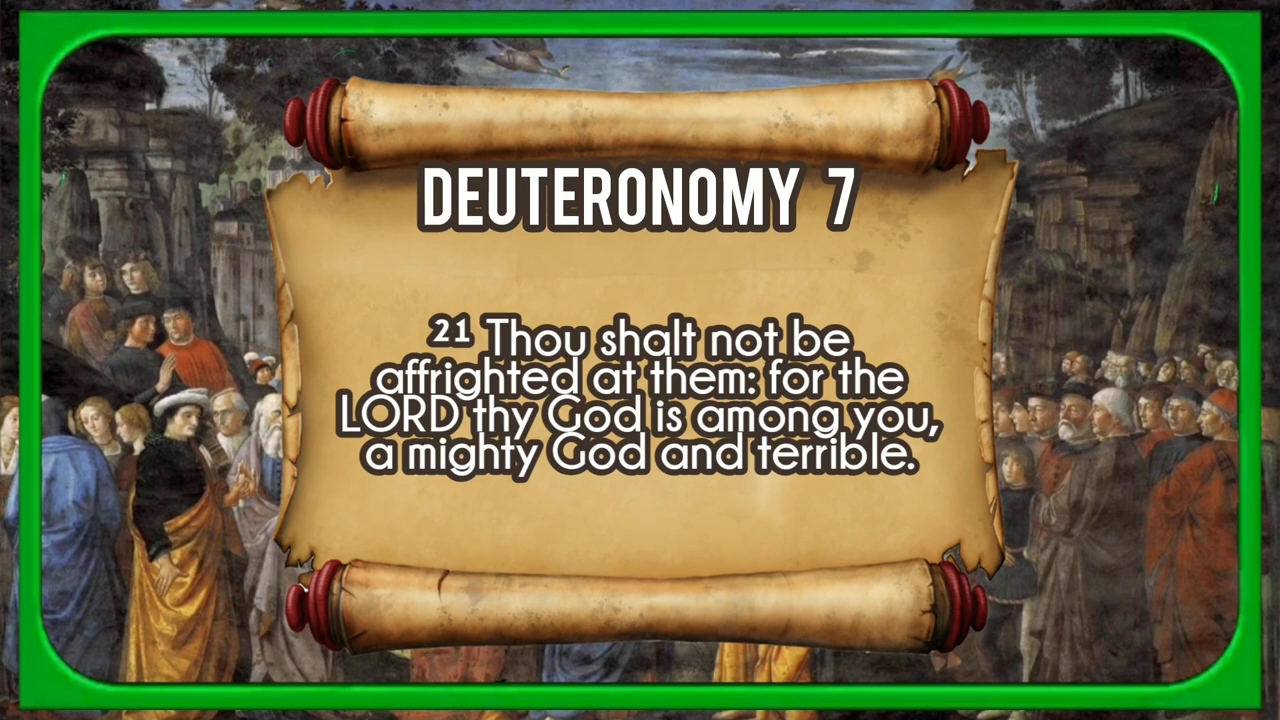 DEUTERONOMY 7
²¹ Thou shalt not be
affrighted at them: for the
LORD thy God is among you,
a mighty God and terrible.